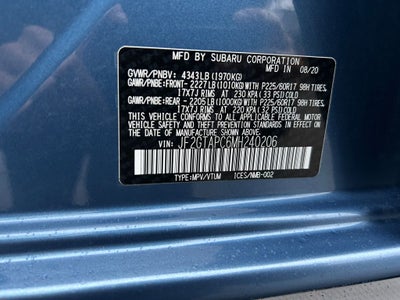 MFD. BY SUBARU CORPORATION 08/20
GVWR/PNBV: 4343LB(1970KG)
GAWR/PNBE:FRONT- 2227LB(1010KG)WITH P225/60R17 98H TIRES.
17X7J RIMS AT 230 KPA(33 PSI)COLD
GAWR/PNBE:REAR - 2205LB(1000KG)WITH P225/60R17 98H TIRES.
17X7J RIMS AT 220 KPA(32 PSI)COLD
THIS VEHICLE CONFORMS TO ALL APPLICABLE
FEDERAL MOTOR VEHICLE SAFETY AND THEFT
PREVENTION STANDARDS IN EFFECT ON THE DATE
OF MANUFACTURE SHOWN ABOVE.
VIN: JF2GTAPC6MH240206
TYPE:MPV/VTUM ICES/NMB-002